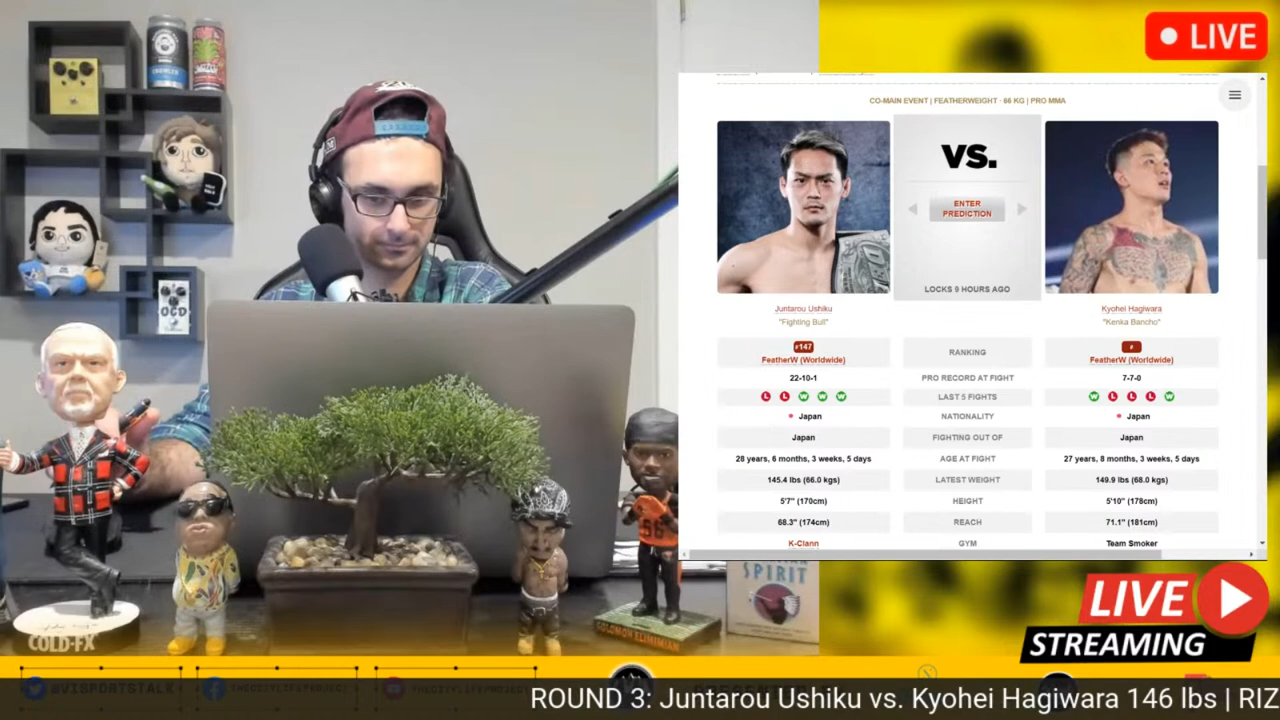 LIVE
CO-MAIN EVENT | FEATHERWEIGHT · 66 KG | PRO MMA
VS.
ENTER
PREDICTION
LOCKS 9 HOURS AGO
Juntarou Ushiku
"Fighting Bull"
Kyohei Hagiwara
"Kenka Bancho"
#147 RANKING #
FeatherW (Worldwide) FeatherW (Worldwide)
22-10-1 PRO RECORD AT FIGHT 7-7-0
L L W W W LAST 5 FIGHTS W L L L W
Japan NATIONALITY Japan
Japan FIGHTING OUT OF Japan
28 years, 6 months, 3 weeks, 5 days AGE AT FIGHT 27 years, 8 months, 3 weeks, 5 days
145.4 lbs (66.0 kgs) LATEST WEIGHT 149.9 lbs (68.0 kgs)
5'7" (170cm) HEIGHT 5'10" (178cm)
68.3" (174cm) REACH 71.1" (181cm)
K-Clann GYM Team Smoker
OCD
COLD-FX
SOLOMON ELIMIMIAN
SPIRIT
LIVE
STREAMING
@VISPORTSTALK
ROUND 3: Juntarou Ushiku vs. Kyohei Hagiwara 146 lbs | RIZ